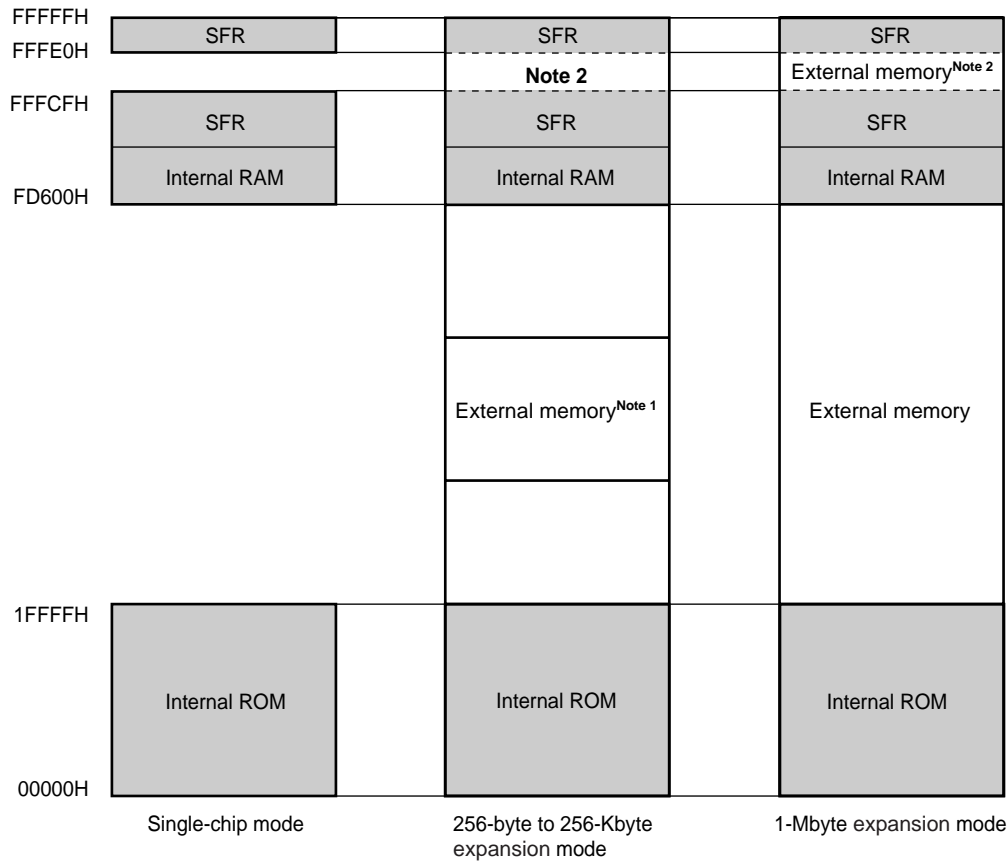 FFFFFH
SFR SFR SFR
FFFE0H
Note 2 External memoryNote 2
FFFCFH
SFR SFR SFR
Internal RAM Internal RAM Internal RAM
FD600H
External memoryNote 1 External memory
1FFFFH
Internal ROM Internal ROM Internal ROM
00000H
Single-chip mode 256-byte to 256-Kbyte 1-Mbyte expansion mode
expansion mode